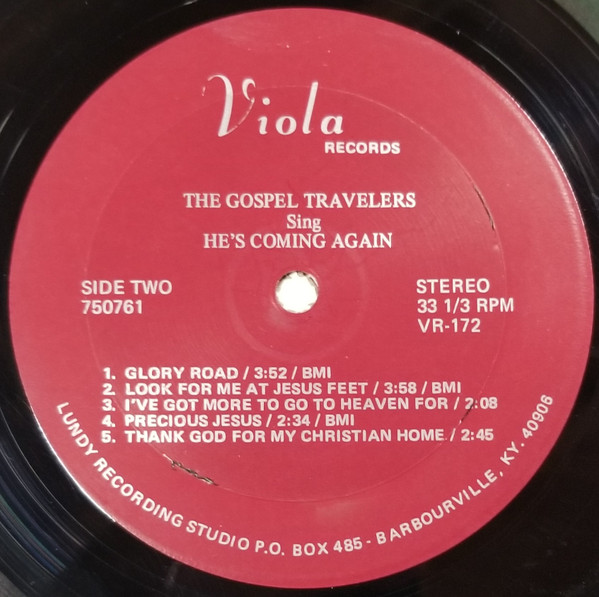 Viola
RECORDS
THE GOSPEL TRAVELERS
Sing
HE'S COMING AGAIN
SIDE TWO
750761
STEREO
33 1/3 RPM
VR-172
1. GLORY ROAD / 3:52 / BMI
2. LOOK FOR ME AT JESUS FEET / 3:58 / BMI
3. I'VE GOT MORE TO GO TO HEAVEN FOR / 2:08
4. PRECIOUS JESUS / 2:34 / BMI
5. THANK GOD FOR MY CHRISTIAN HOME / 2:45
LUNDY RECORDING STUDIO P.O. BOX 485 - BARBOURVILLE, KY. 40906